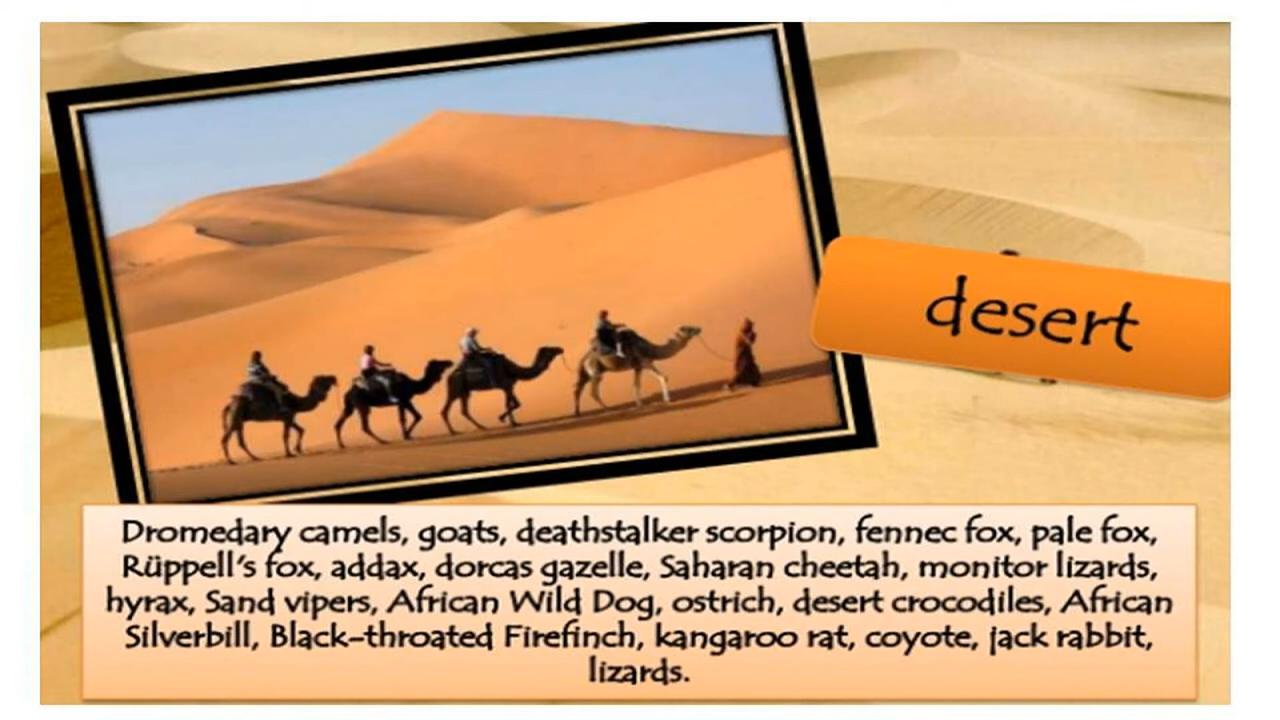 desert
Dromedary camels, goats, deathstalker scorpion, fennec fox, pale fox,
Rüppell's fox, addax, dorcas gazelle, Saharan cheetah, monitor lizards,
hyrax, Sand vipers, African Wild Dog, ostrich, desert crocodiles, African
Silverbill, Black-throated Firefinch, kangaroo rat, coyote, jack rabbit,
lizards.